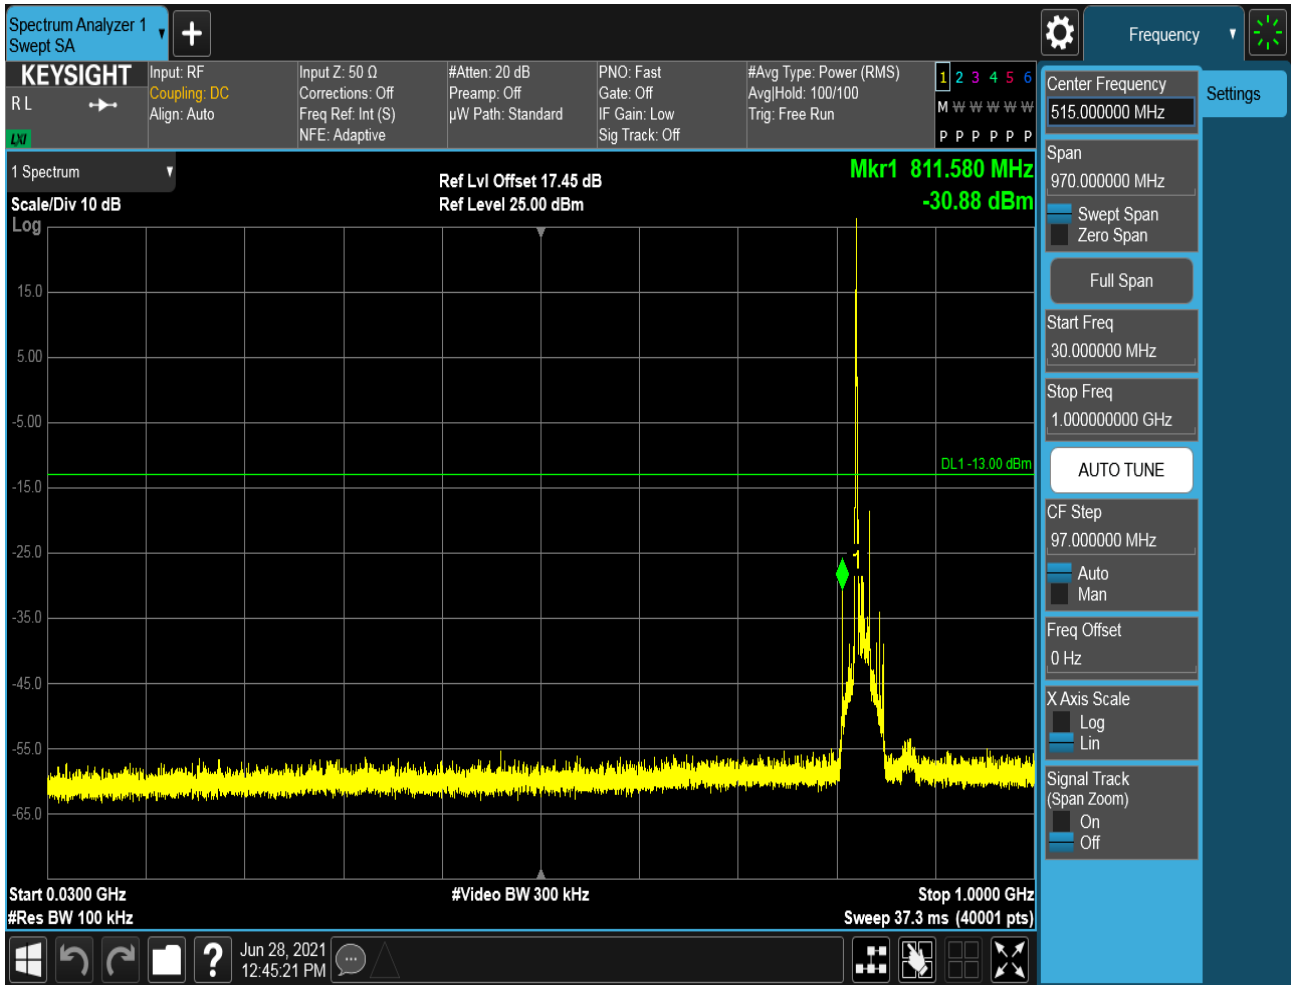 Spectrum Analyzer 1
Swept SA
Frequency
KEYSIGHT
R L
LXI
Input: RF
Coupling: DC
Align: Auto
Input Z: 50 Ω
Corrections: Off
Freq Ref: Int (S)
NFE: Adaptive
#Atten: 20 dB
Preamp: Off
µW Path: Standard
PNO: Fast
Gate: Off
IF Gain: Low
Sig Track: Off
#Avg Type: Power (RMS)
Avg|Hold: 100/100
Trig: Free Run
1 2 3 4 5 6
M W W W W W
P P P P P P
1 Spectrum
Scale/Div 10 dB
Log
Ref Lvl Offset 17.45 dB
Ref Level 25.00 dBm
Mkr1 811.580 MHz
-30.88 dBm
15.0
5.00
-5.00
DL1 -13.00 dBm
-15.0
-25.0
1
-35.0
-45.0
-55.0
-65.0
Start 0.0300 GHz
#Video BW 300 kHz
Stop 1.0000 GHz
#Res BW 100 kHz
Sweep 37.3 ms (40001 pts)
Jun 28, 2021
12:45:21 PM
Center Frequency
515.000000 MHz
Settings
Span
970.000000 MHz
Swept Span
Zero Span
Full Span
Start Freq
30.000000 MHz
Stop Freq
1.000000000 GHz
AUTO TUNE
CF Step
97.000000 MHz
Auto
Man
Freq Offset
0 Hz
X Axis Scale
Log
Lin
Signal Track
(Span Zoom)
On
Off